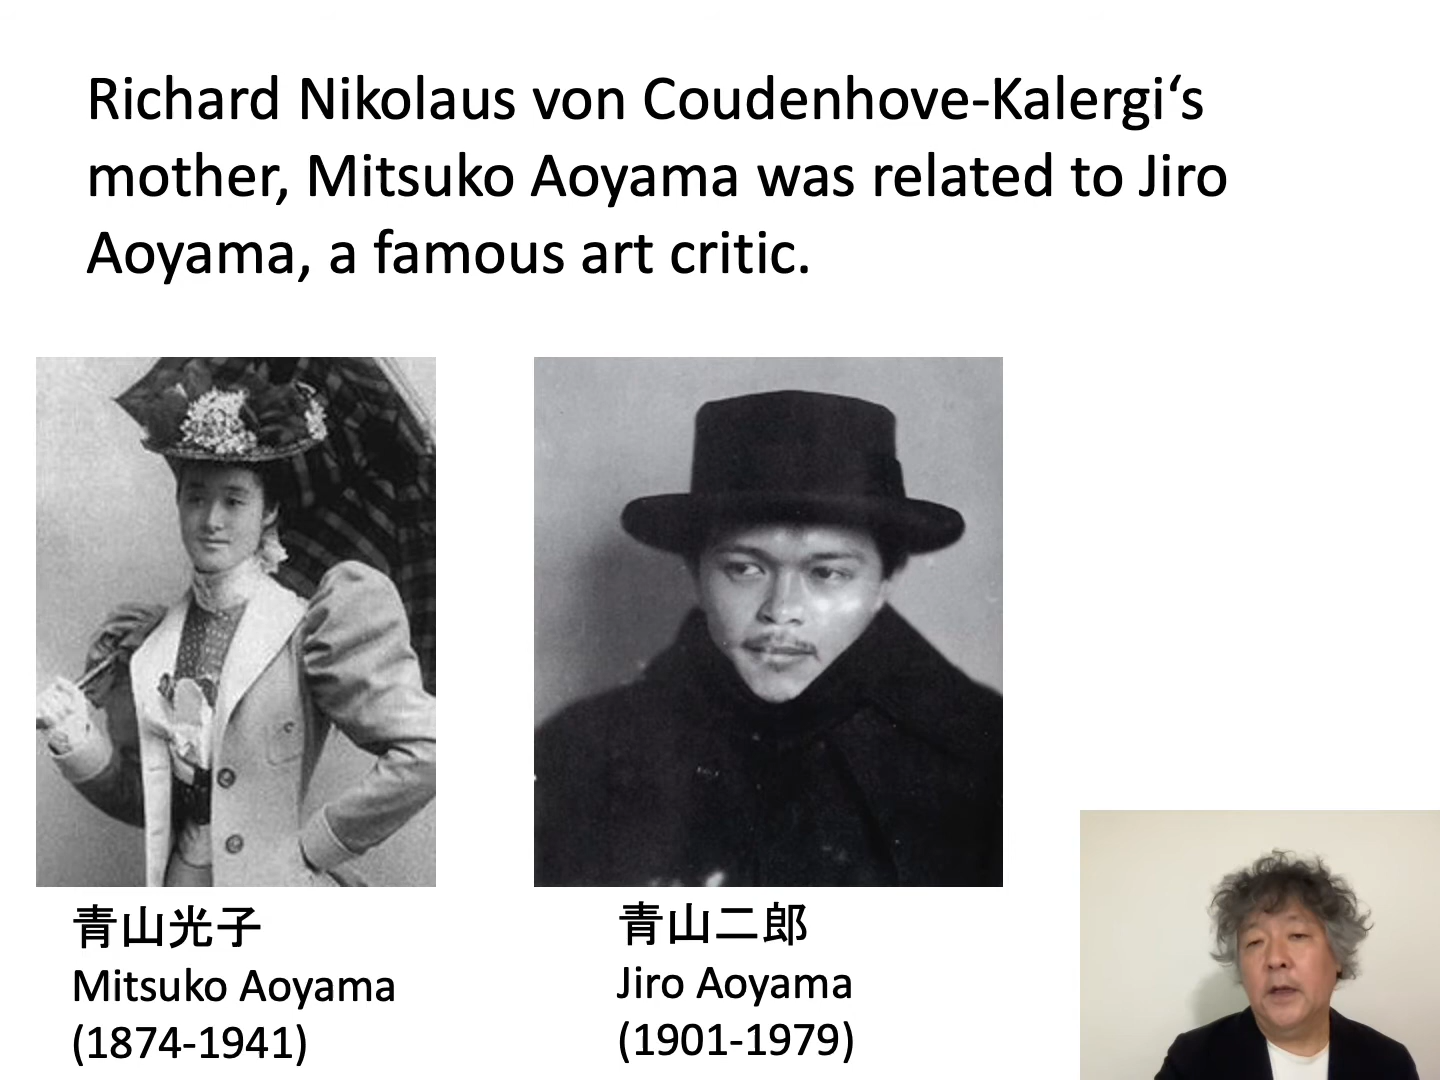 Richard Nikolaus von Coudenhove-Kalergi‘s
mother, Mitsuko Aoyama was related to Jiro
Aoyama, a famous art critic.
青山光子
Mitsuko Aoyama
(1874-1941)
青山二郎
Jiro Aoyama
(1901-1979)